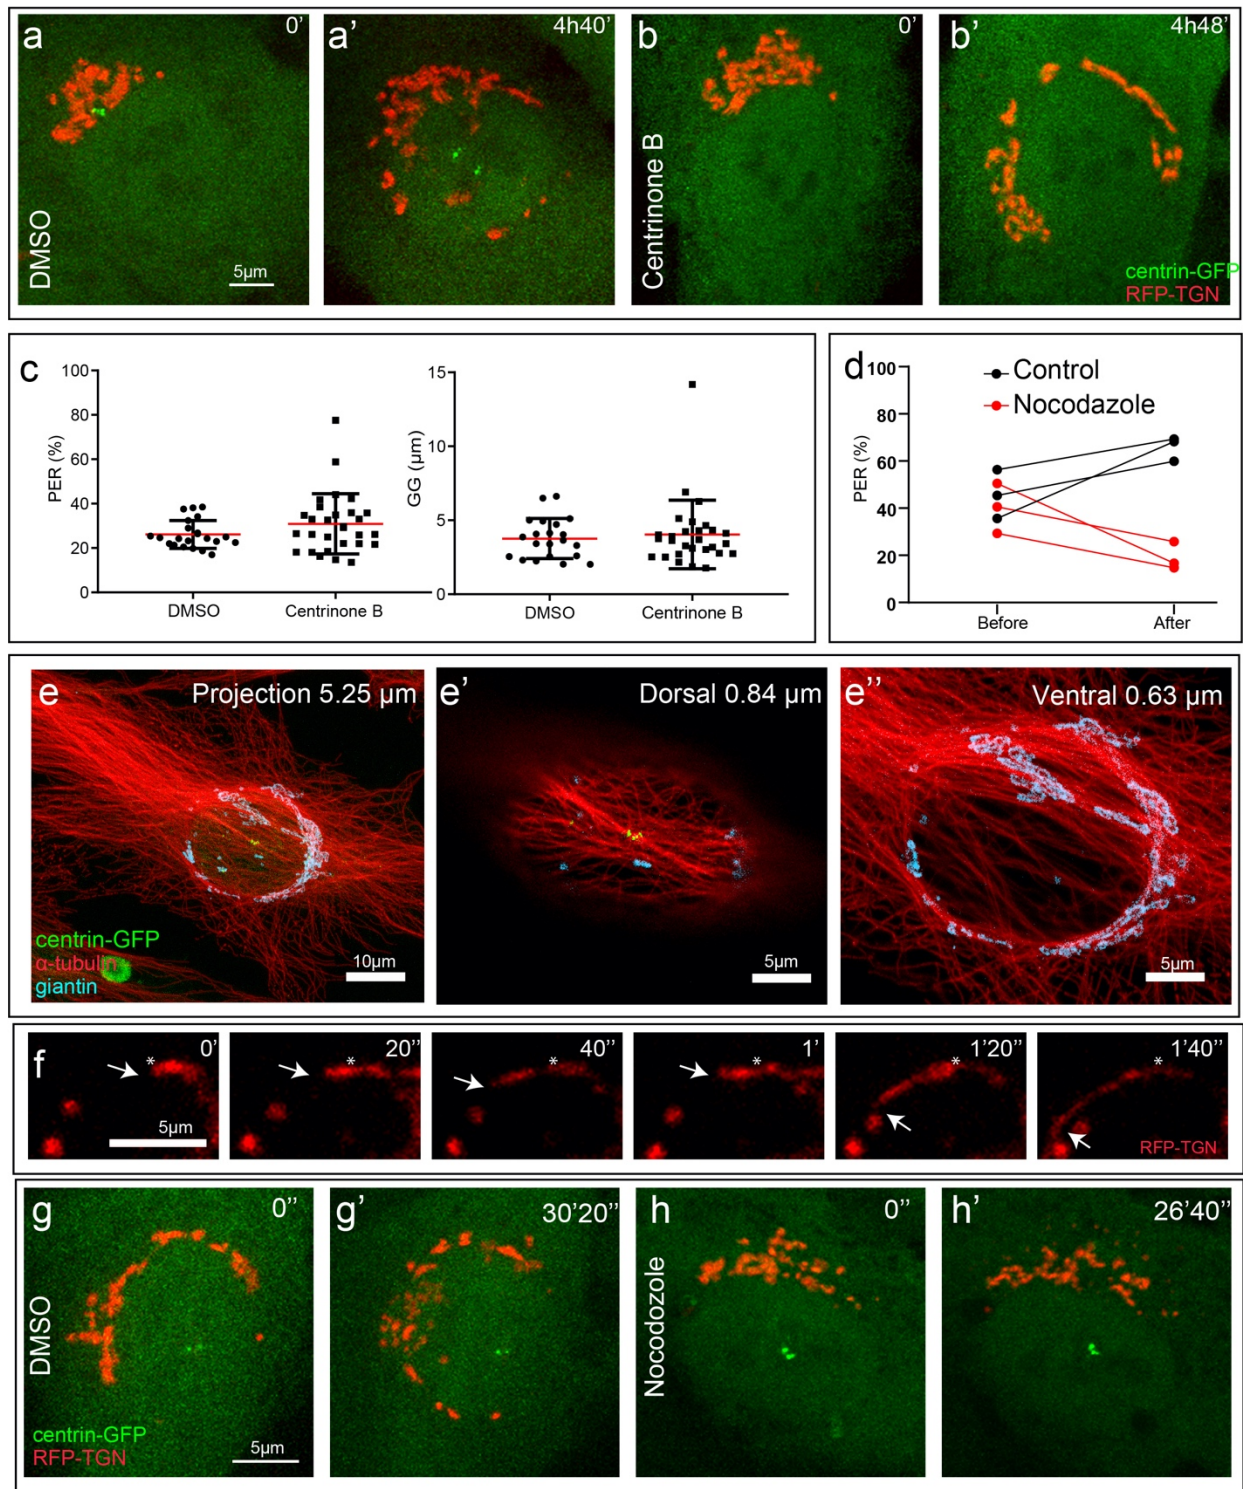 a 0’
a’ 4h40’
b 0’
b’ 4h48’
DMSO
5µm
Centrinone B
centrin-GFP
RFP-TGN
c
100
80
60
40
20
0
PER (%)
DMSO Centrinone B
15
10
5
0
GG (µm)
DMSO Centrinone B
d
Control
Nocodazole
100
80
60
40
20
0
PER (%)
Before After
e Projection 5.25 µm
centrin-GFP
α-tubulin
giantin
10µm
e’ Dorsal 0.84 µm
5µm
e’’ Ventral 0.63 µm
5µm
f 0’
* 
5µm
20’’
*
40’’
*
1’
*
1’20’’
*
1’40’’
*
RFP-TGN
g 0’’
g’ 30’20’’
h 0’’
h’ 26’40’’
DMSO
centrin-GFP
RFP-TGN
5µm
Nocodozole